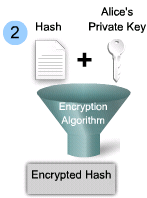 2
Hash
Alice's
Private Key
+
Encryption
Algorithm
Encrypted Hash